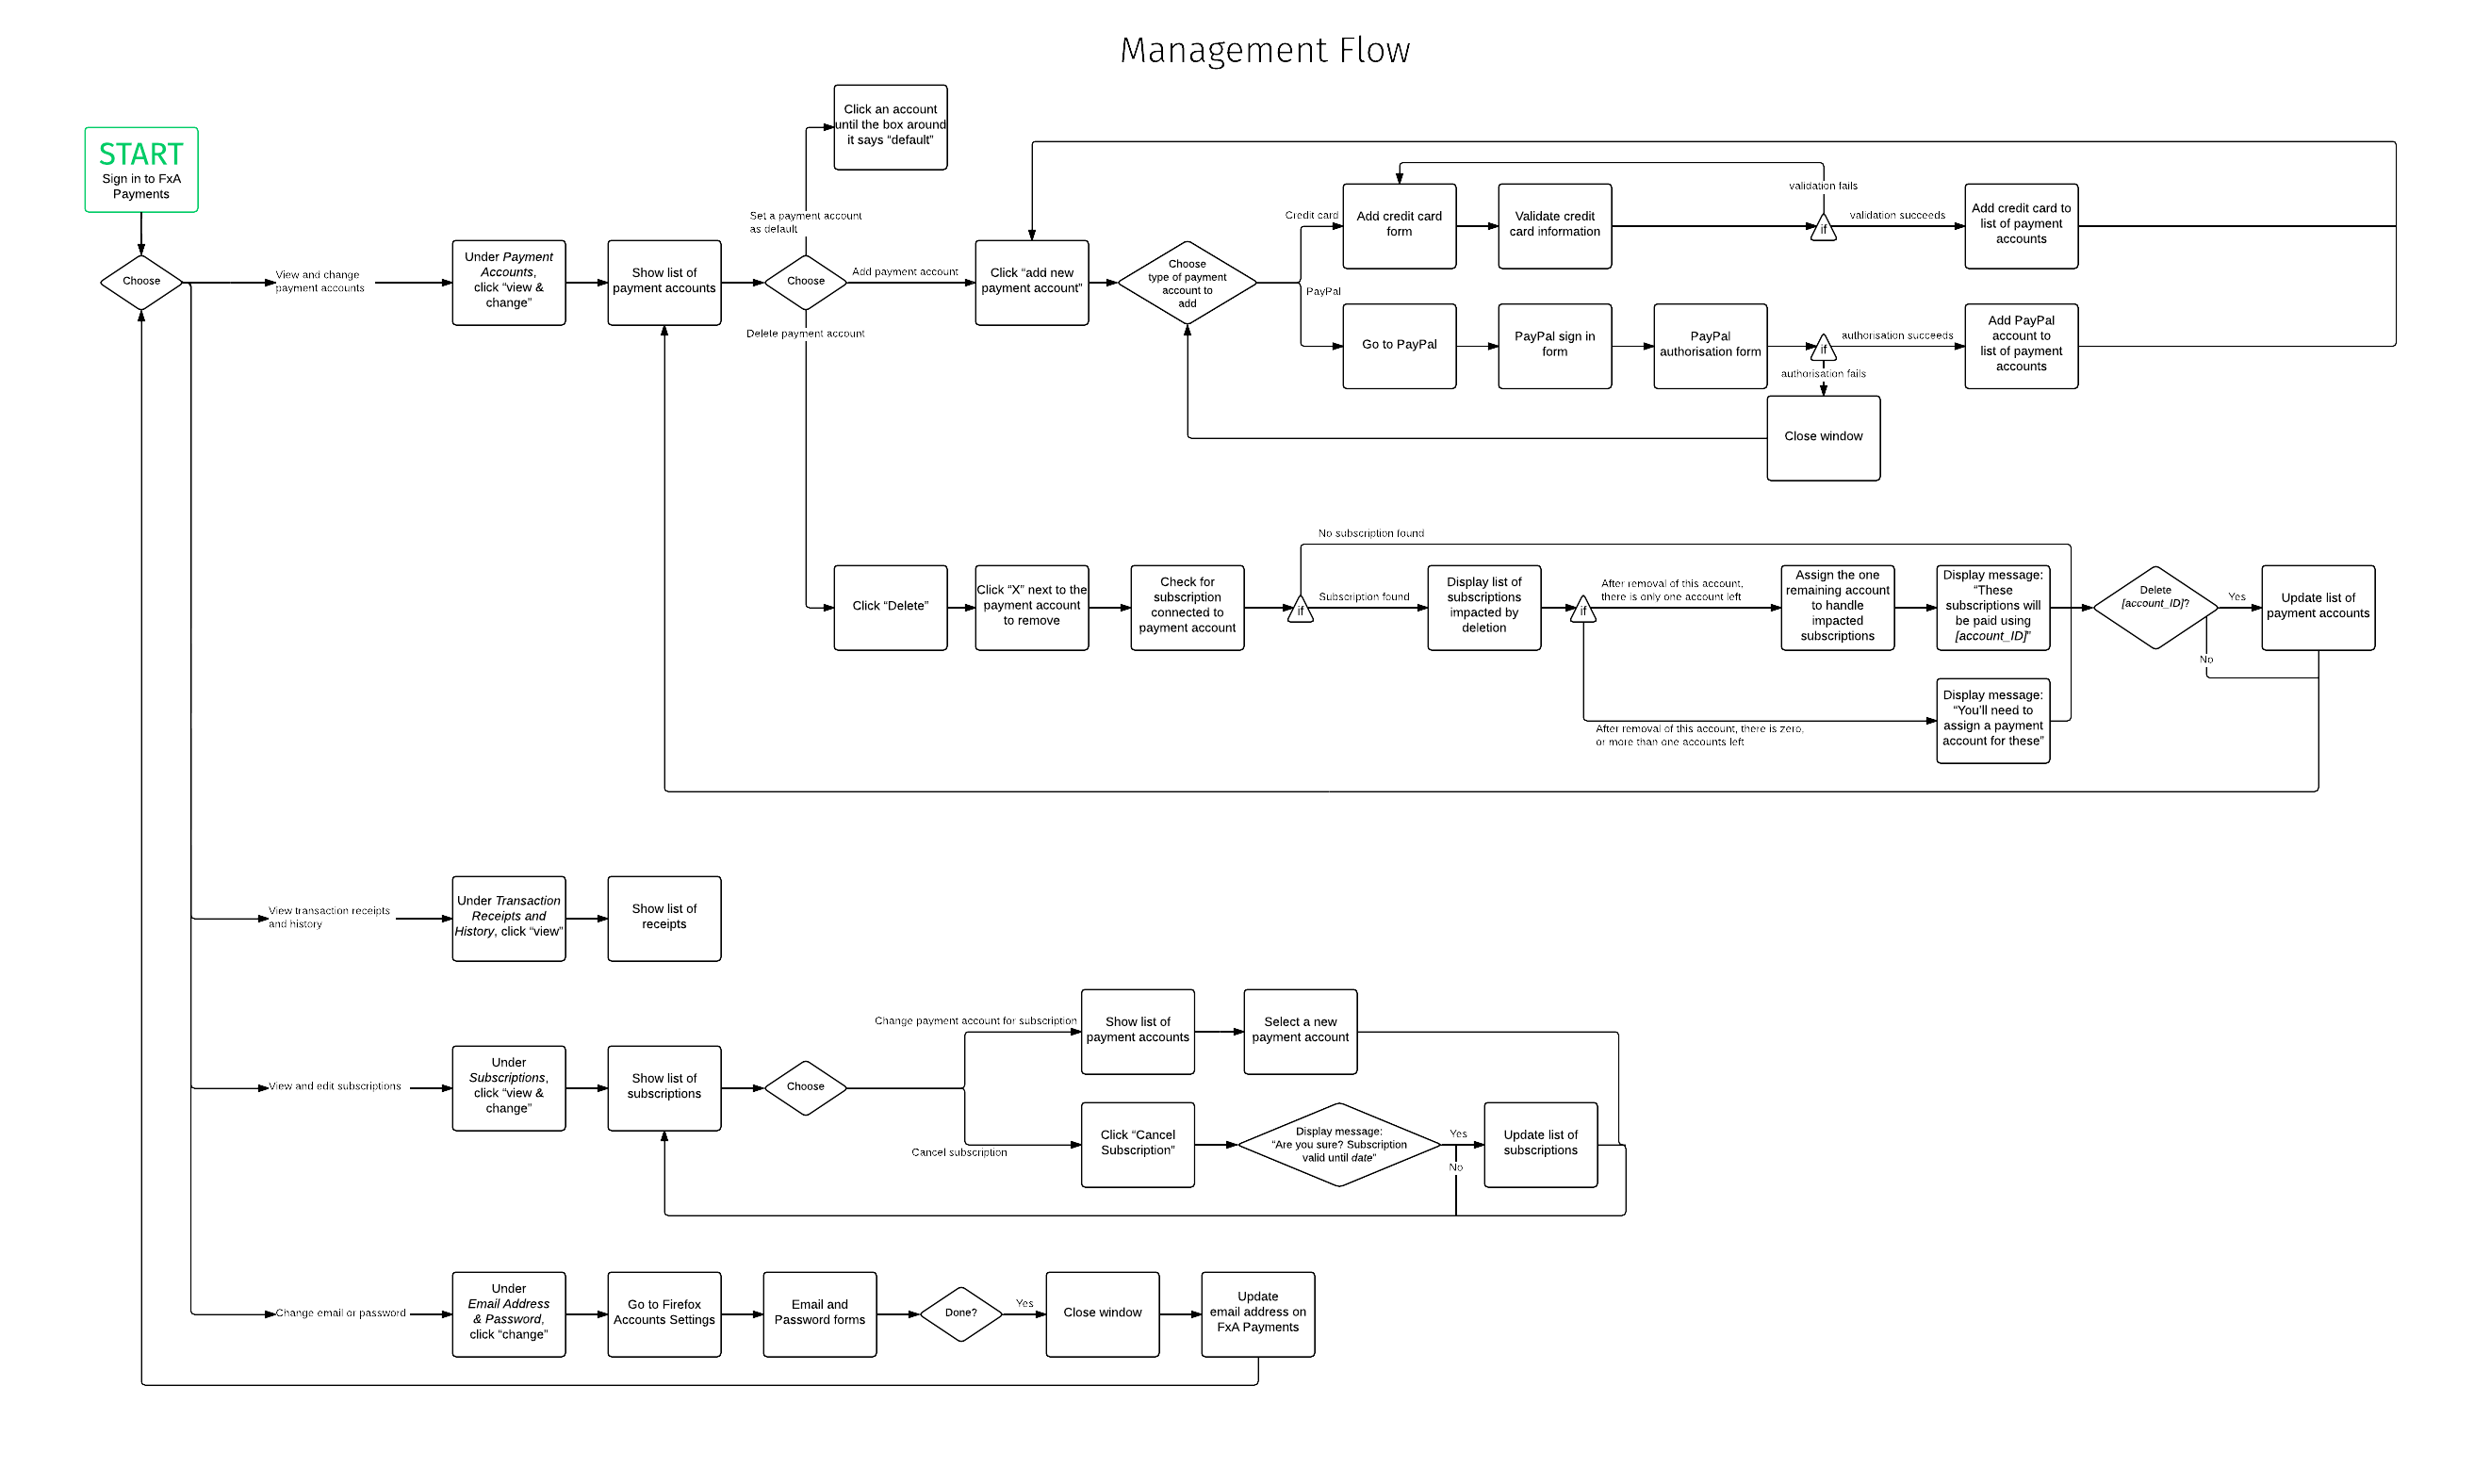 Management Flow
Click an account
until the box around
it says “default”
START
Sign in to FxA
Payments
Set a payment account
as default
Choose
View and change
payment accounts
Under Payment
Accounts,
click “view &
change”
Show list of
payment accounts
Choose
Add payment account
Delete payment account
Click “add new
payment account”
Choose
type of payment
account to
add
Credit card
PayPal
Add credit card
form
Validate credit
card information
validation fails
if
validation succeeds
Add credit card to
list of payment
accounts
Go to PayPal
PayPal sign in
form
PayPal
authorisation form
if
authorisation succeeds
authorisation fails
Add PayPal
account to
list of payment
accounts
Close window
Click “Delete”
Click “X” next to the
payment account
to remove
Check for
subscription
connected to
payment account
No subscription found
if
Subscription found
Display list of
subscriptions
impacted by
deletion
if
After removal of this account,
there is only one account left
Assign the one
remaining account
to handle
impacted
subscriptions
Display message:
“These
subscriptions will
be paid using
[account_ID]”
Delete
[account_ID]?
Yes
No
Update list of
payment accounts
After removal of this account, there is zero,
or more than one accounts left
Display message:
“You’ll need to
assign a payment
account for these”
View transaction receipts
and history
Under Transaction
Receipts and
History, click “view”
Show list of
receipts
View and edit subscriptions
Under
Subscriptions,
click “view &
change”
Show list of
subscriptions
Choose
Change payment account for subscription
Show list of
payment accounts
Select a new
payment account
Cancel subscription
Click “Cancel
Subscription”
Display message:
“Are you sure? Subscription
valid until date”
Yes
No
Update list of
subscriptions
Change email or password
Under
Email Address
& Password,
click “change”
Go to Firefox
Accounts Settings
Email and
Password forms
Done?
Yes
Close window
Update
email address on
FxA Payments